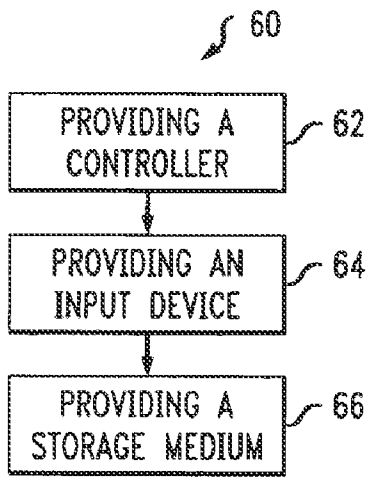 60
PROVIDING A
CONTROLLER
62
PROVIDING AN
INPUT DEVICE
64
PROVIDING A
STORAGE MEDIUM
66